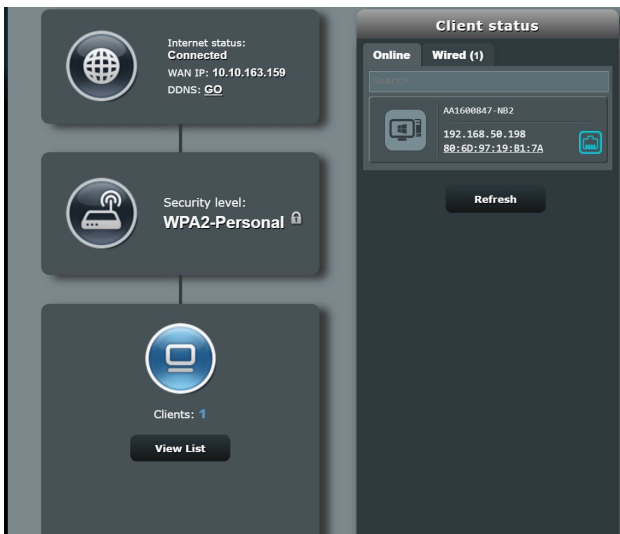 Internet status:
Connected
WAN IP: 10.10.163.159
DDNS: GO
Security level:
WPA2-Personal
Clients: 1
View List
Client status
Online Wired (1)
Search
AA1600847-NB2
192.168.50.198
80:6D:97:19:B1:7A
Refresh